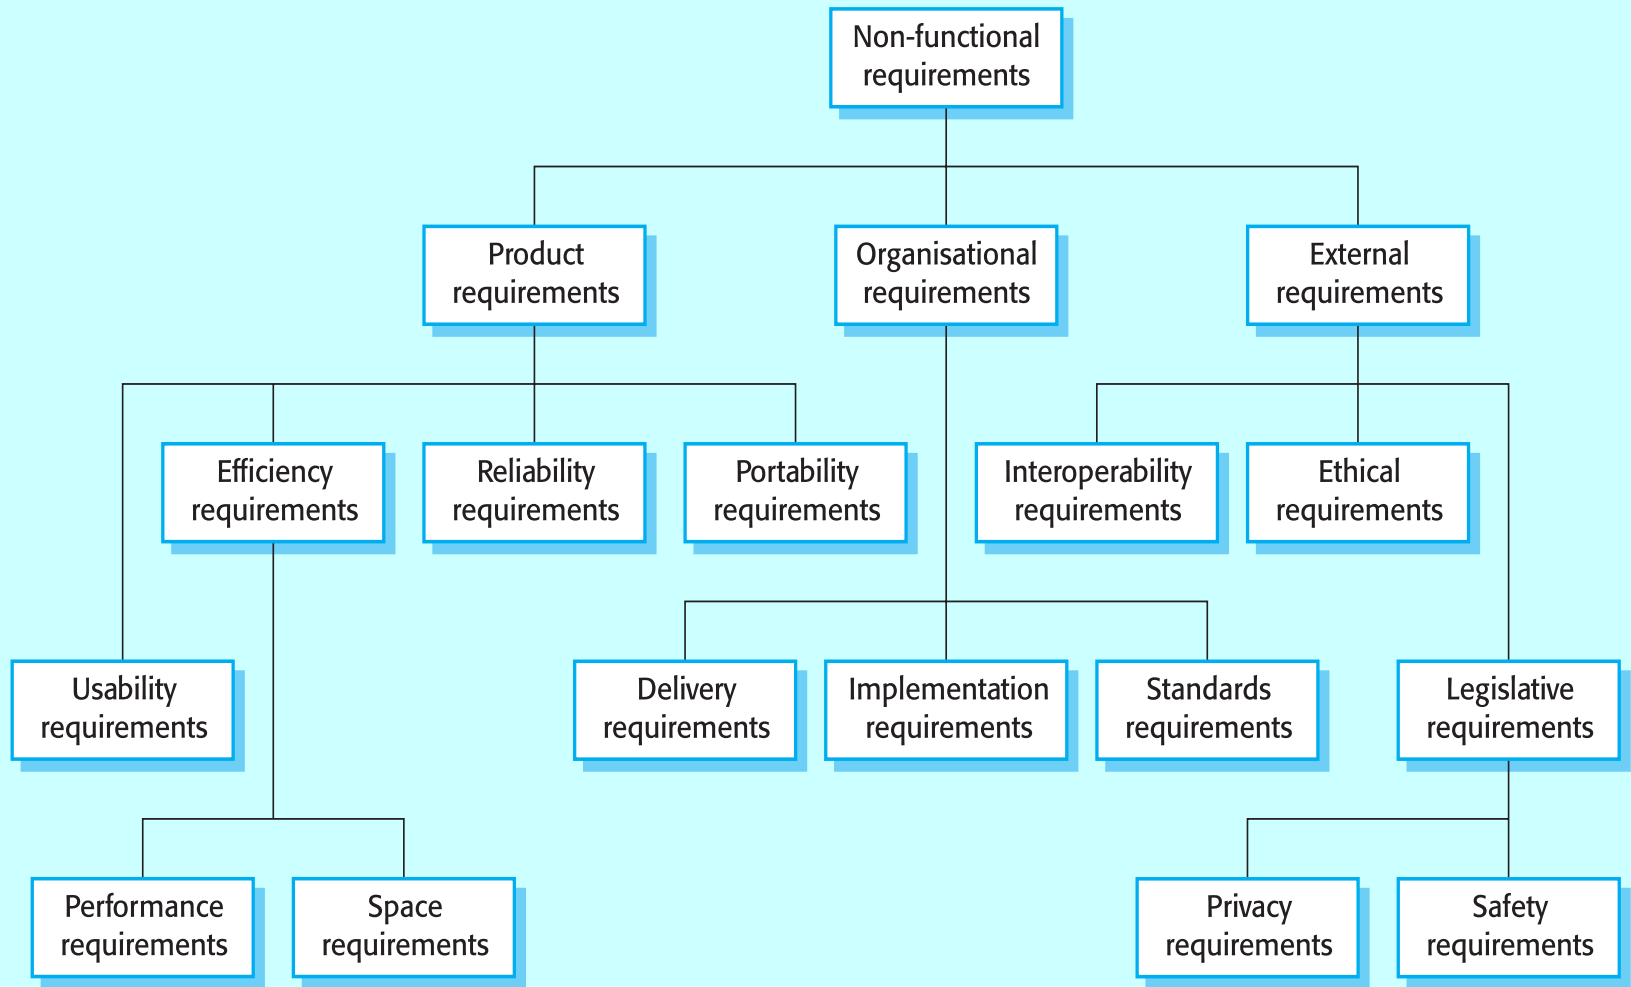 Non-functional
requirements
Product
requirements
Organisational
requirements
External
requirements
Efficiency
requirements
Reliability
requirements
Portability
requirements
Interoperability
requirements
Ethical
requirements
Usability
requirements
Delivery
requirements
Implementation
requirements
Standards
requirements
Legislative
requirements
Performance
requirements
Space
requirements
Privacy
requirements
Safety
requirements